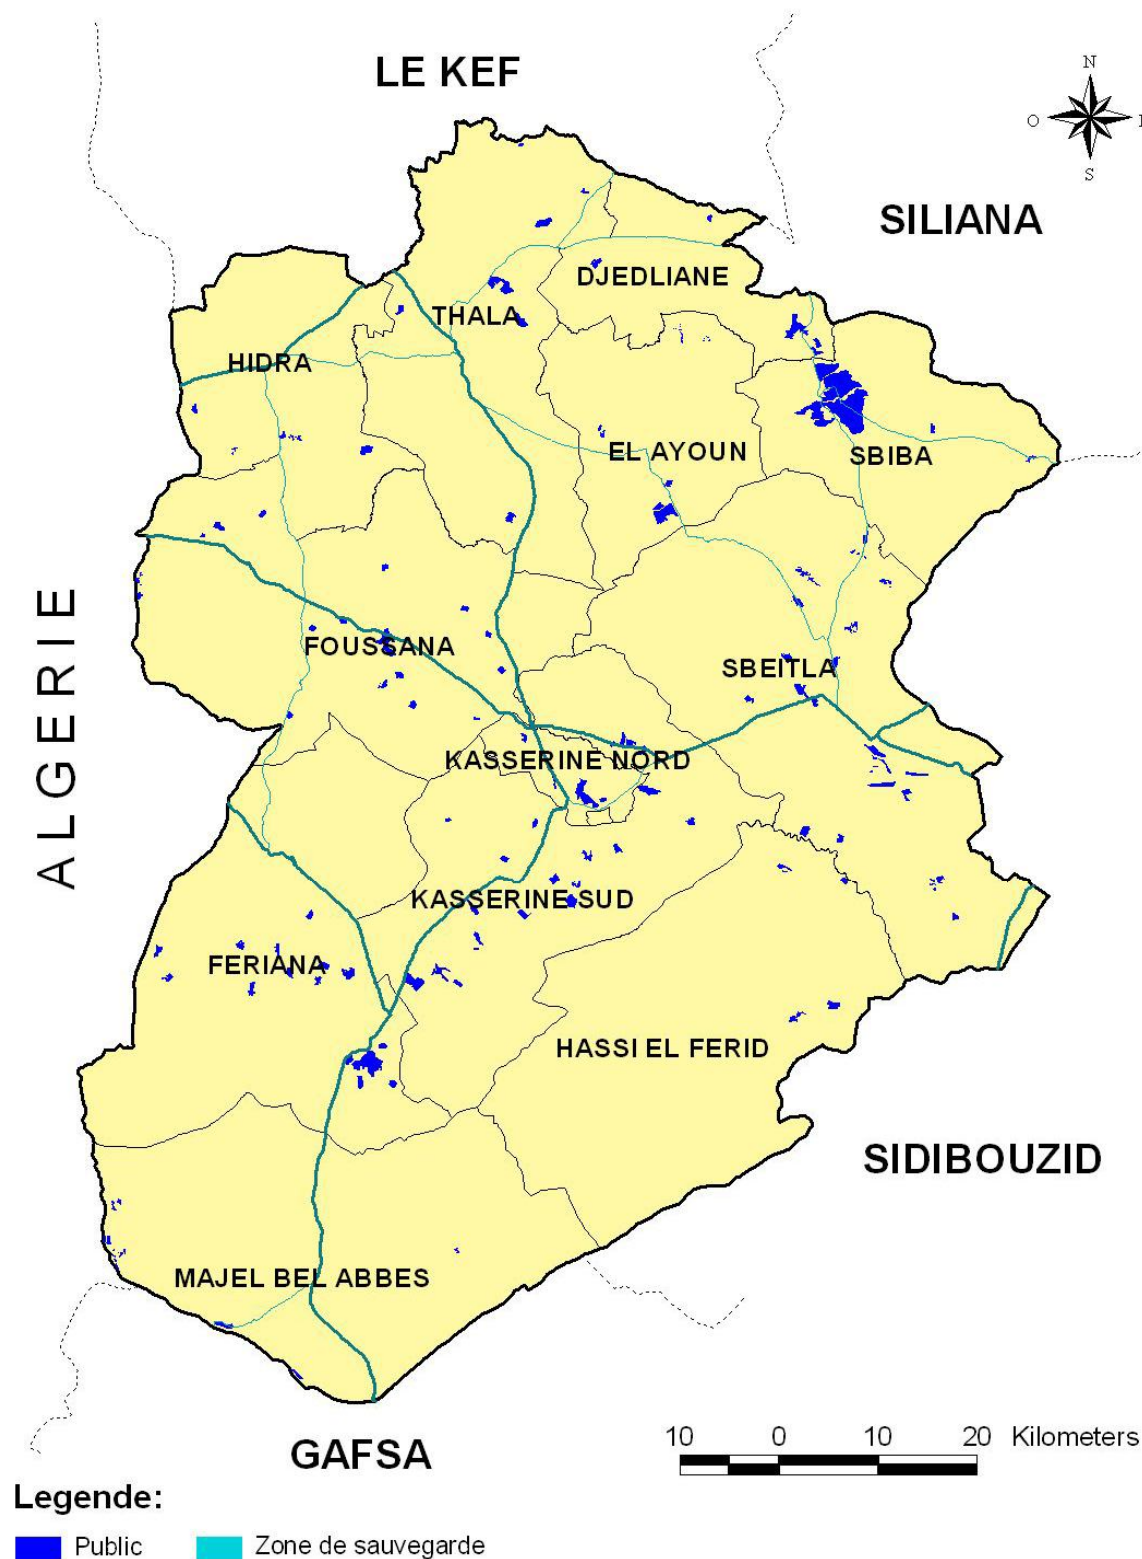 LE KEF
N
O
S
SILIANA
DJEDLIANE
THALA
HIDRA
EL AYOUN
SBIBA
ALGERIE
FOUSSANA
SBEITLA
KASSERINE NORD
KASSERINE SUD
FERIANA
HASSI EL FERID
SIDIBOUZID
MAJEL BEL ABBES
GAFSA
10 0 10 20 Kilometers
Legende:
Public Zone de sauvegarde